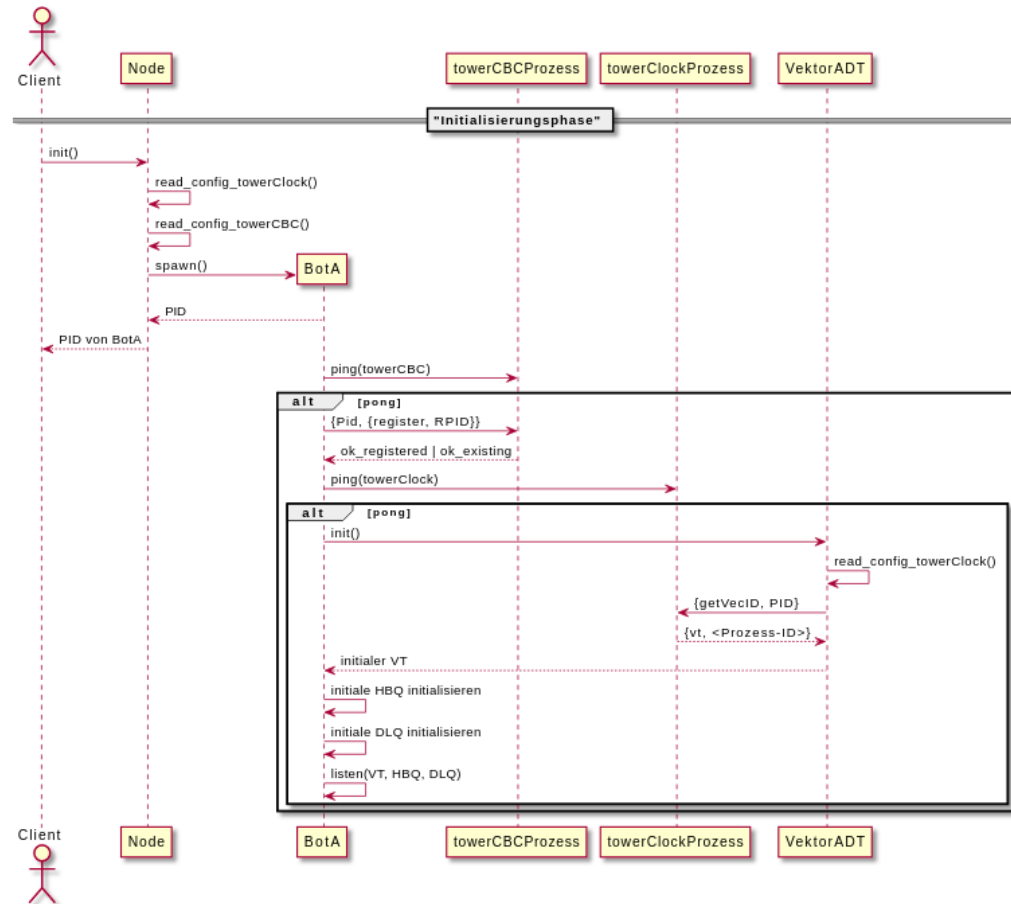 Client
Node
towerCBCProzess
towerClockProzess
VektorADT
"Initialisierungsphase"
init()
read_config_towerClock()
read_config_towerCBC()
spawn()
BotA
PID
PID von BotA
ping(towerCBC)
alt [pong]
{Pid, {register, RPID}}
ok_registered | ok_existing
ping(towerClock)
alt [pong]
init()
read_config_towerClock()
{getVecID, PID}
{vt, <Prozess-ID>}
initialer VT
initiale HBQ initialisieren
initiale DLQ initialisieren
listen(VT, HBQ, DLQ)
Client
Node
BotA
towerCBCProzess
towerClockProzess
VektorADT